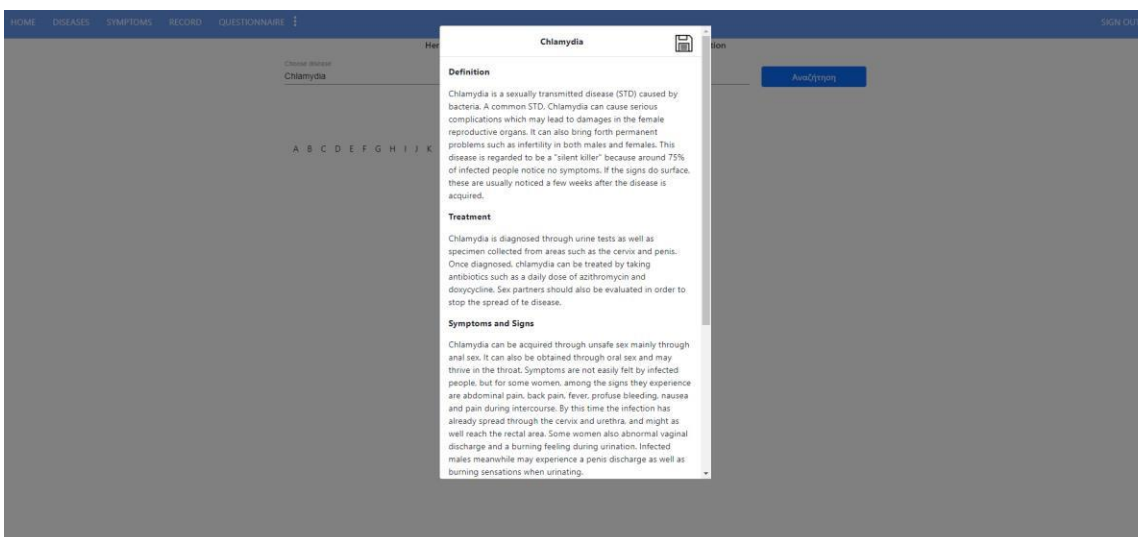 HOME DISEASES SYMPTOMS RECORD QUESTIONNAIRE SIGN OUT
Her
tion
Chlamydia
Choose disease
Chlamydia
Αναζήτηση
A B C D E F G H I J K
Definition
Chlamydia is a sexually transmitted disease (STD) caused by
bacteria. A common STD, Chlamydia can cause serious
complications which may lead to damages in the female
reproductive organs. It can also bring forth permanent
problems such as infertility in both males and females. This
disease is regarded to be a "silent killer" because around 75%
of infected people notice no symptoms. If the signs do surface,
these are usually noticed a few weeks after the disease is
acquired.
Treatment
Chlamydia is diagnosed through urine tests as well as
specimen collected from areas such as the cervix and penis.
Once diagnosed, chlamydia can be treated by taking
antibiotics such as a daily dose of azithromycin and
doxycycline. Sex partners should also be evaluated in order to
stop the spread of te disease.
Symptoms and Signs
Chlamydia can be acquired through unsafe sex mainly through
anal sex. It can also be obtained through oral sex and may
thrive in the throat. Symptoms are not easily felt by infected
people, but for some women, among the signs they experience
are abdominal pain, back pain, fever, profuse bleeding, nausea
and pain during intercourse. By this time the infection has
already spread through the cervix and urethra, and might as
well reach the rectal area. Some women also abnormal vaginal
discharge and a burning feeling during urination. Infected
males meanwhile may experience a penis discharge as well as
burning sensations when urinating.